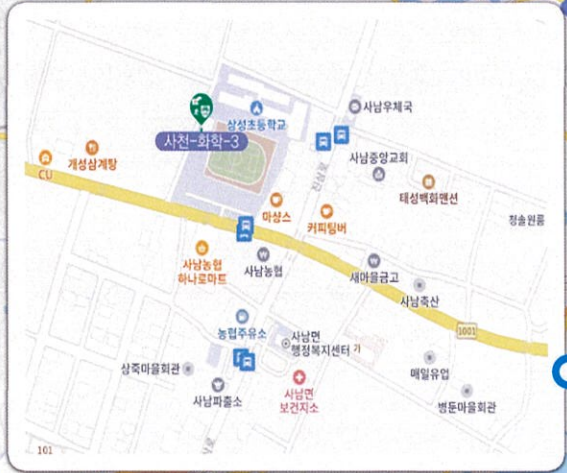 사남우체국
삼성초등학교
사천-화학-3
사남중앙교회
개성삼계탕
CU
태성백화맨션
진삼로
마샹스
커피팅버
청솔원룸
사남농협
하나로마트
사남농협
새마을금고
사남축산
농협주유소
1001
사남면
행정복지센터
상죽마을회관
매일유업
사남파출소
사남면
보건지소
병둔마을회관
101